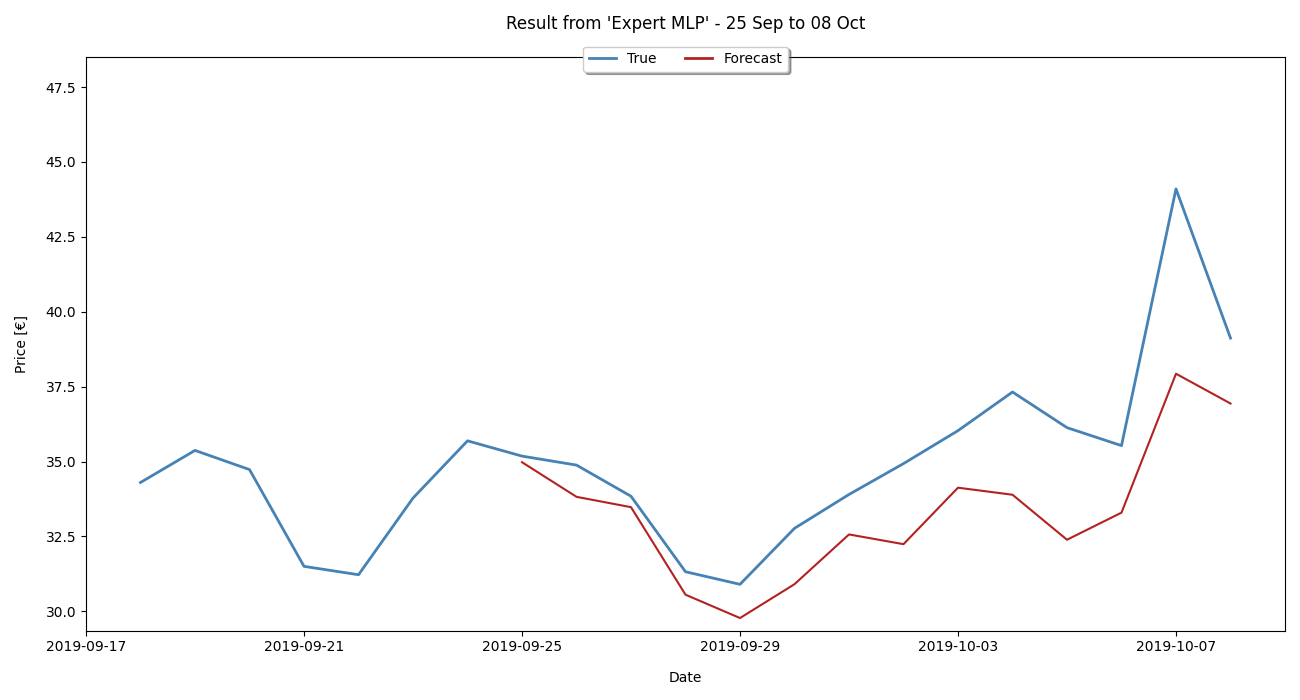 Result from 'Expert MLP' - 25 Sep to 08 Oct
True Forecast
47.5
45.0
42.5
40.0
37.5
35.0
32.5
30.0
Price [€]
2019-09-17 2019-09-21 2019-09-25 2019-09-29 2019-10-03 2019-10-07
Date